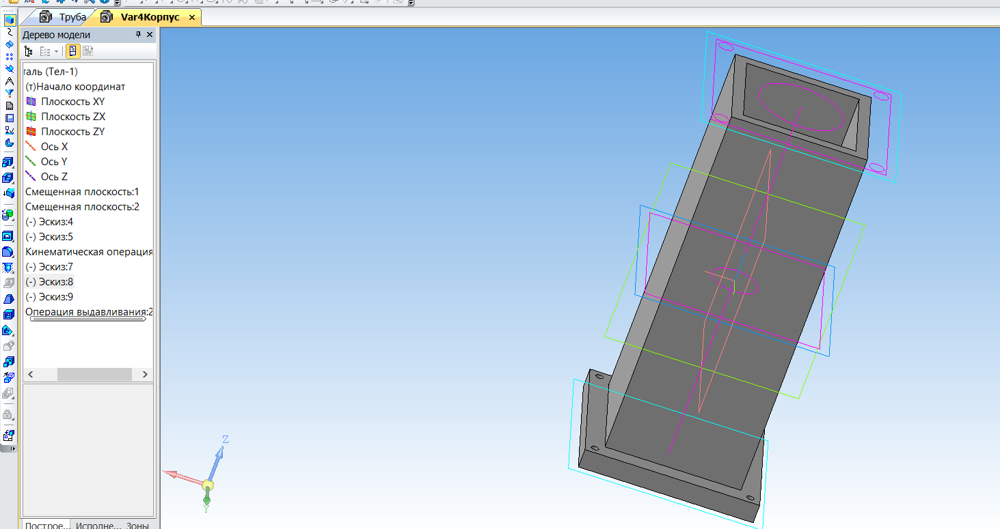 Труба
Var4Корпус
Дерево модели
таль (Тел-1)
(т)Начало координат
Плоскость XY
Плоскость ZX
Плоскость ZY
Ось X
Ось Y
Ось Z
Смещенная плоскость:1
Смещенная плоскость:2
(-) Эскиз:4
(-) Эскиз:5
Кинематическая операция
(-) Эскиз:7
(-) Эскиз:8
(-) Эскиз:9
Операция выдавливания:2
Z
Y
Построе... Исполне... Зоны